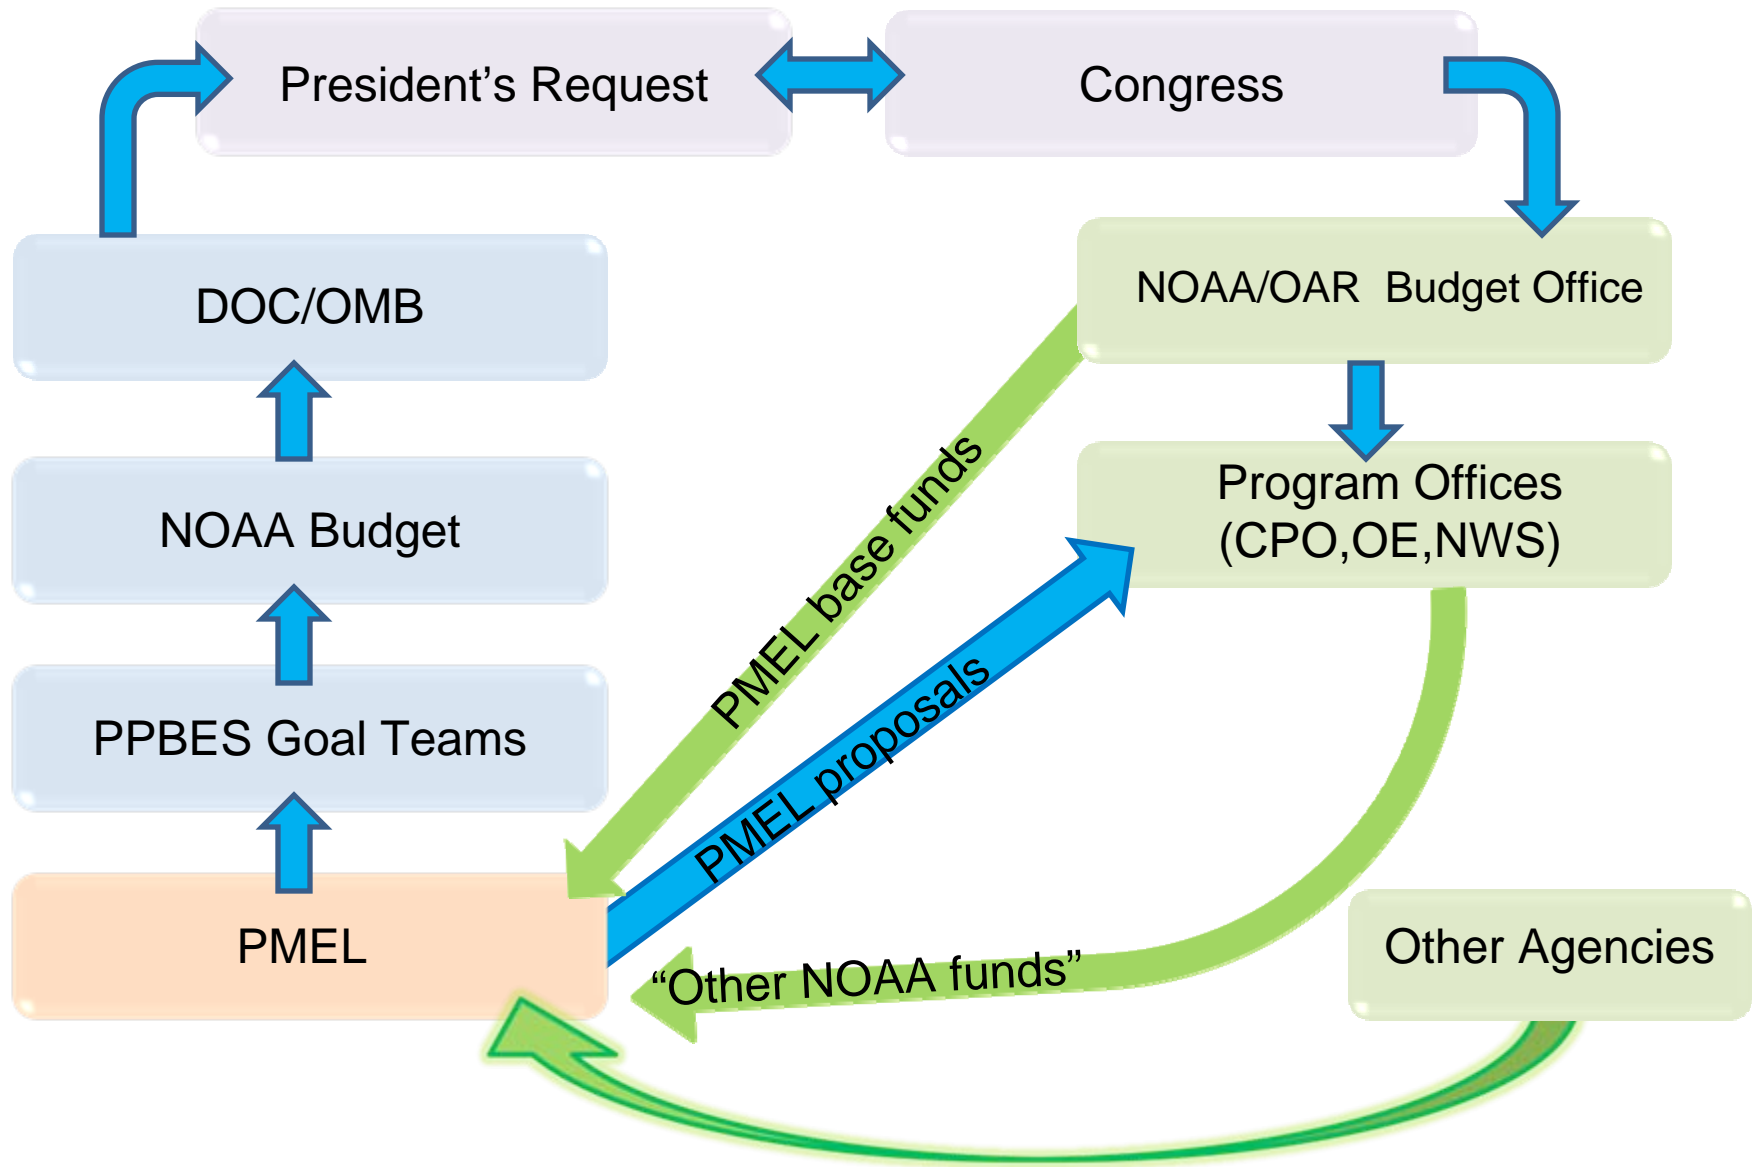 President’s Request
Congress
DOC/OMB
NOAA/OAR  Budget Office
NOAA Budget
Program Offices
(CPO,OE,NWS)
PMEL base funds
PPBES Goal Teams
PMEL proposals
PMEL
“Other NOAA funds”
Other Agencies